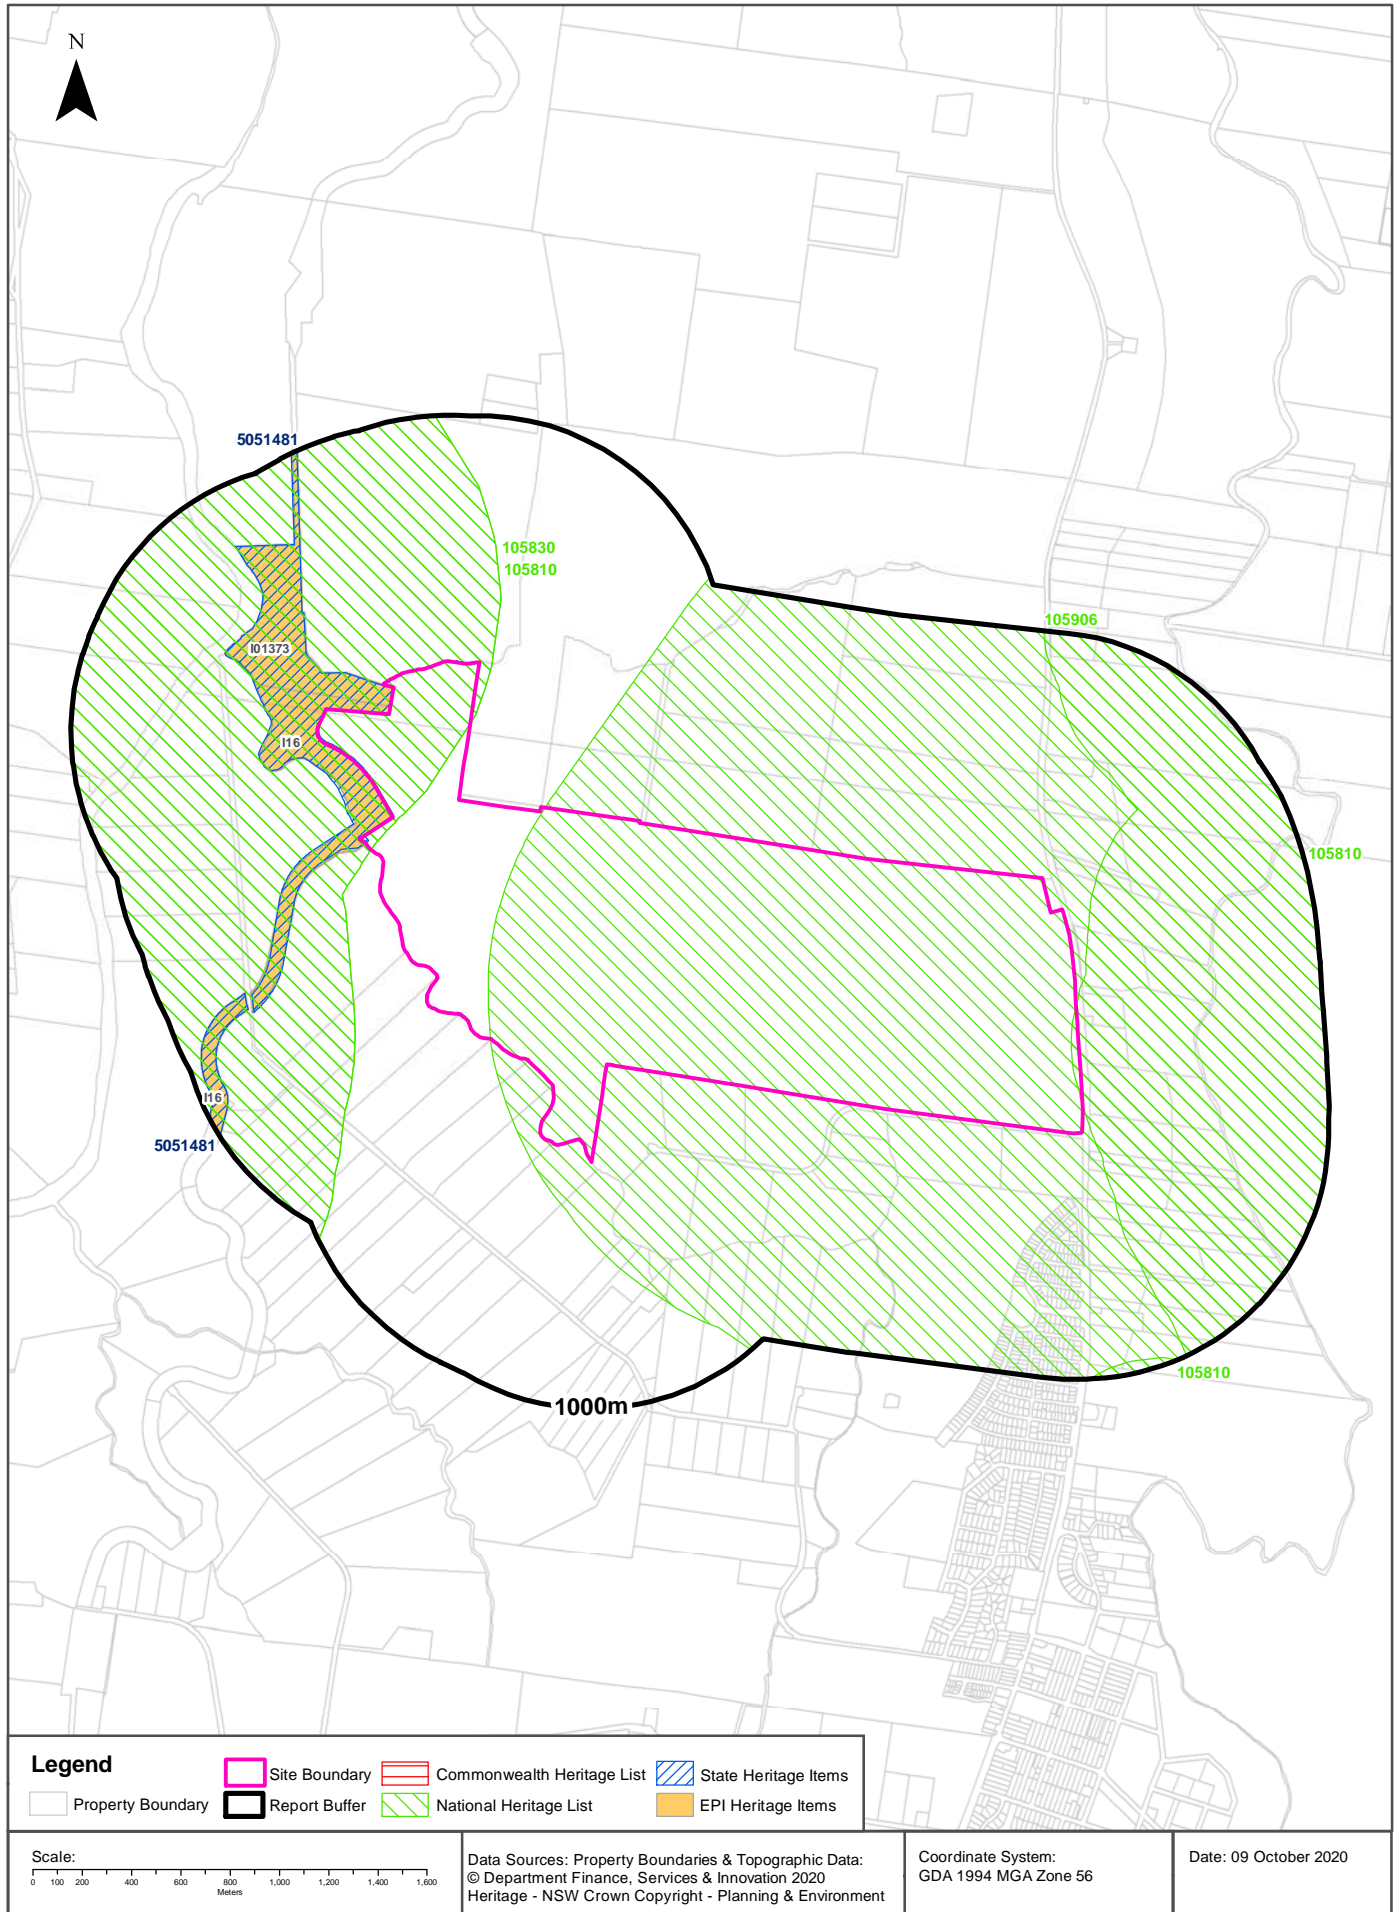 N
5051481
105830
105810
105906
I01373
I16
105810
I16
5051481
105810
1000m
Legend
Property Boundary
Site Boundary
Report Buffer
Commonwealth Heritage List
National Heritage List
State Heritage Items
EPI Heritage Items
Scale:
0 100 200 400 600 800 1,000 1,200 1,400 1,600
Meters
Data Sources: Property Boundaries & Topographic Data:
© Department Finance, Services & Innovation 2020
Heritage - NSW Crown Copyright - Planning & Environment
Coordinate System:
GDA 1994 MGA Zone 56
Date: 09 October 2020